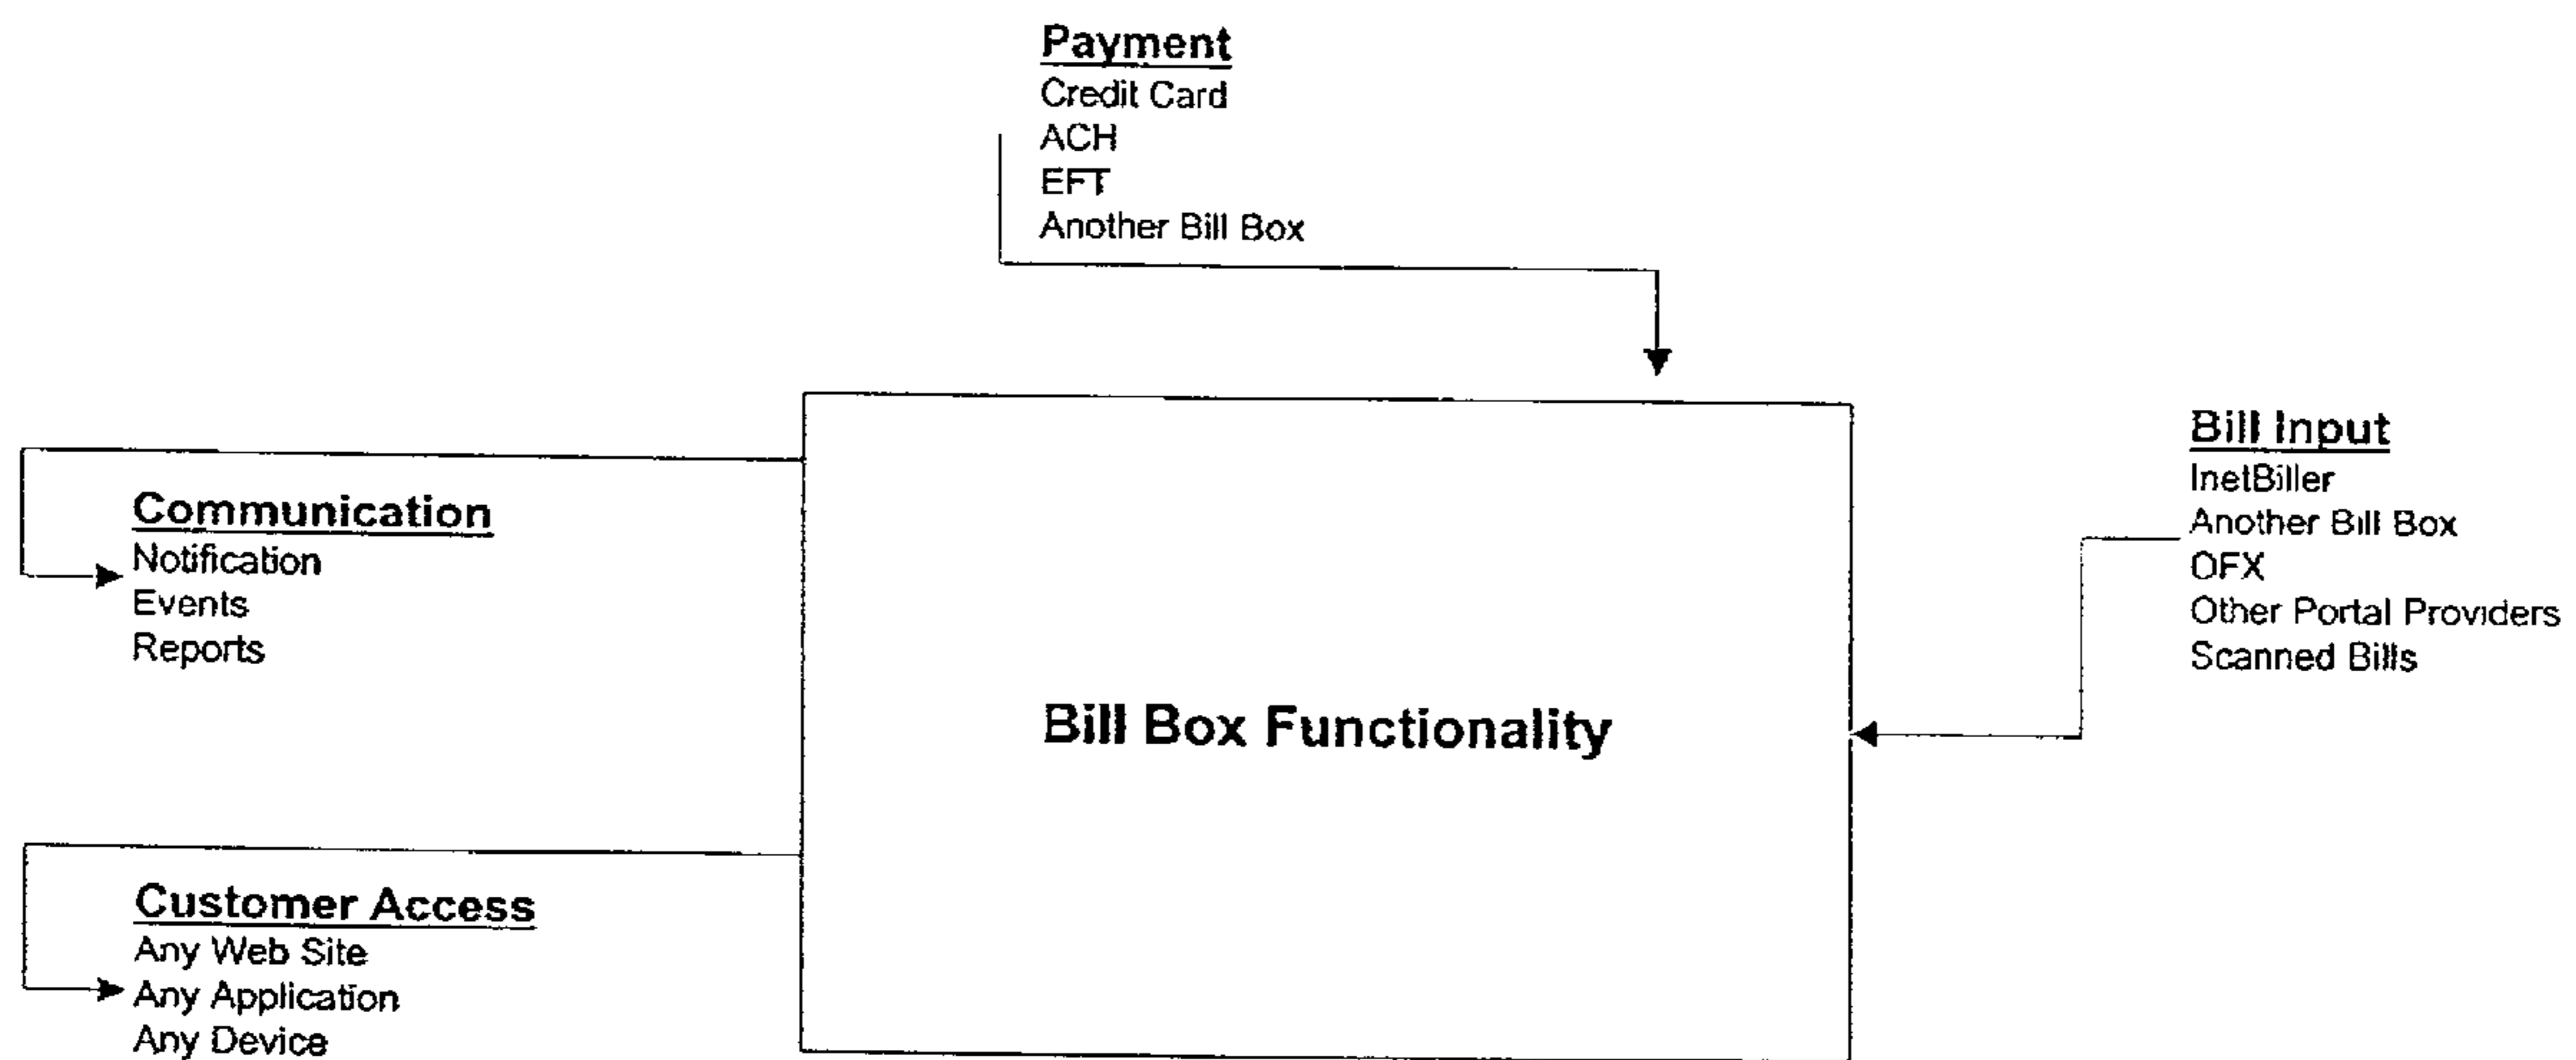 Payment
Credit Card
ACH
EFT
Another Bill Box
Communication
Notification
Events
Reports
Bill Input
InetBiller
Another Bill Box
OFX
Other Portal Providers
Scanned Bills
Bill Box Functionality
Customer Access
Any Web Site
Any Application
Any Device